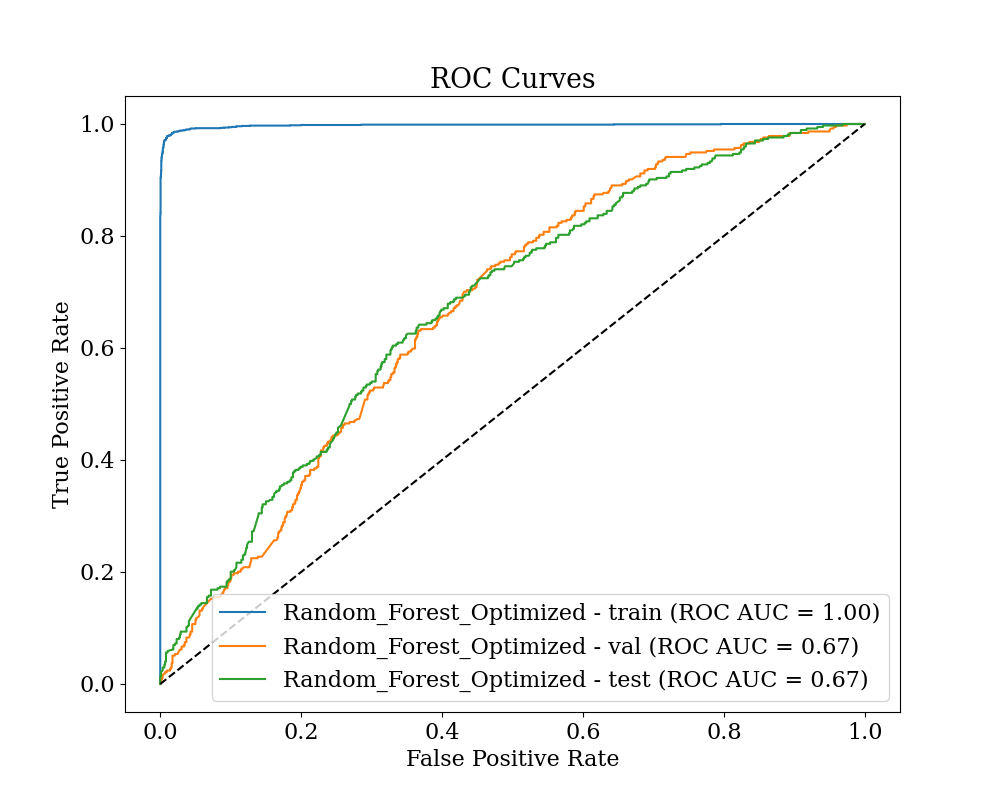 ROC Curves
True Positive Rate
1.0
0.8
0.6
0.4
0.2
0.0
Random_Forest_Optimized - train (ROC AUC = 1.00)
Random_Forest_Optimized - val (ROC AUC = 0.67)
Random_Forest_Optimized - test (ROC AUC = 0.67)
0.0 0.2 0.4 0.6 0.8 1.0
False Positive Rate